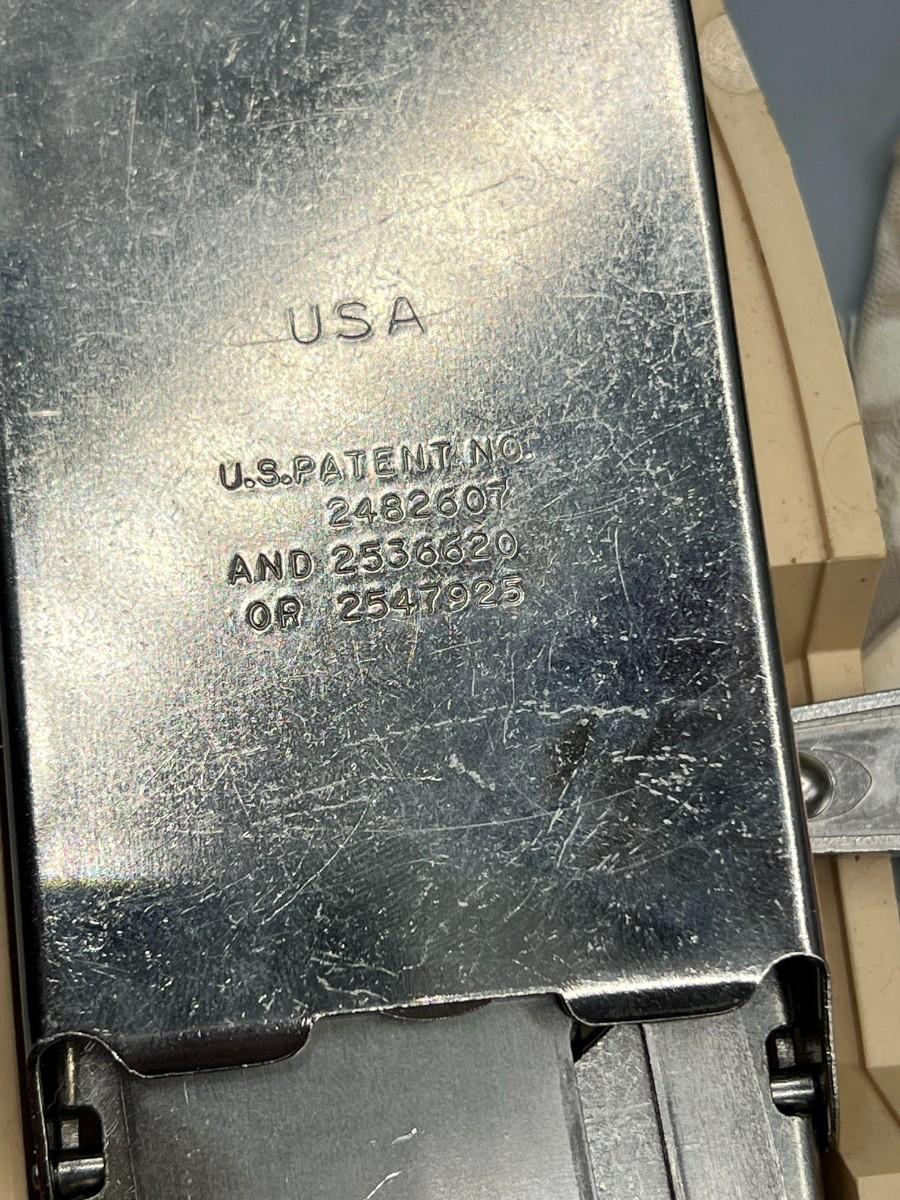 USA
U.S.PATENT.NO.
2482607
AND 2536620
OR 2547925